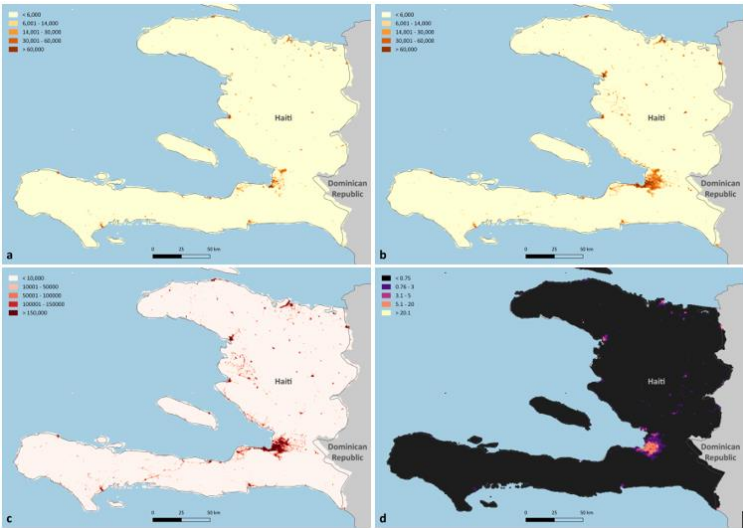 < 6,000
6,001 - 14,000
14,001 - 30,000
30,001 - 60,000
> 60,000
Haiti
Dominican
Republic
0 25 50 km
a
< 6,000
6,001 - 14,000
14,001 - 30,000
30,001 - 60,000
> 60,000
Haiti
Dominican
Republic
0 25 50 km
b
< 10,000
10001 - 50000
50001 - 100000
100001 - 150000
> 150,000
Haiti
Dominican
Republic
0 25 50 km
c
< 0.75
0.76 - 3
3.1 - 5
5.1 - 20
> 20.1
Haiti
Dominican
Republic
0 25 50 km
d